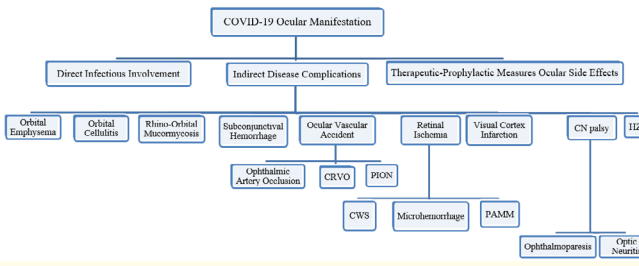 COVID-19 Ocular Manifestation
Direct Infectious Involvement
Indirect Disease Complications
Therapeutic-Prophylactic Measures Ocular Side Effects
Orbital
Emphysema
Orbital
Cellulitis
Rhino-Orbital
Mucormycosis
Subconjunctival
Hemorrhage
Ocular Vascular
Accident
Retinal
Ischemia
Visual Cortex
Infarction
CN palsy
Ophthalmic
Artery Occlusion
CRVO
PION
CWS
Microhemorrhage
PAMM
Ophthalmoparesis
Optic